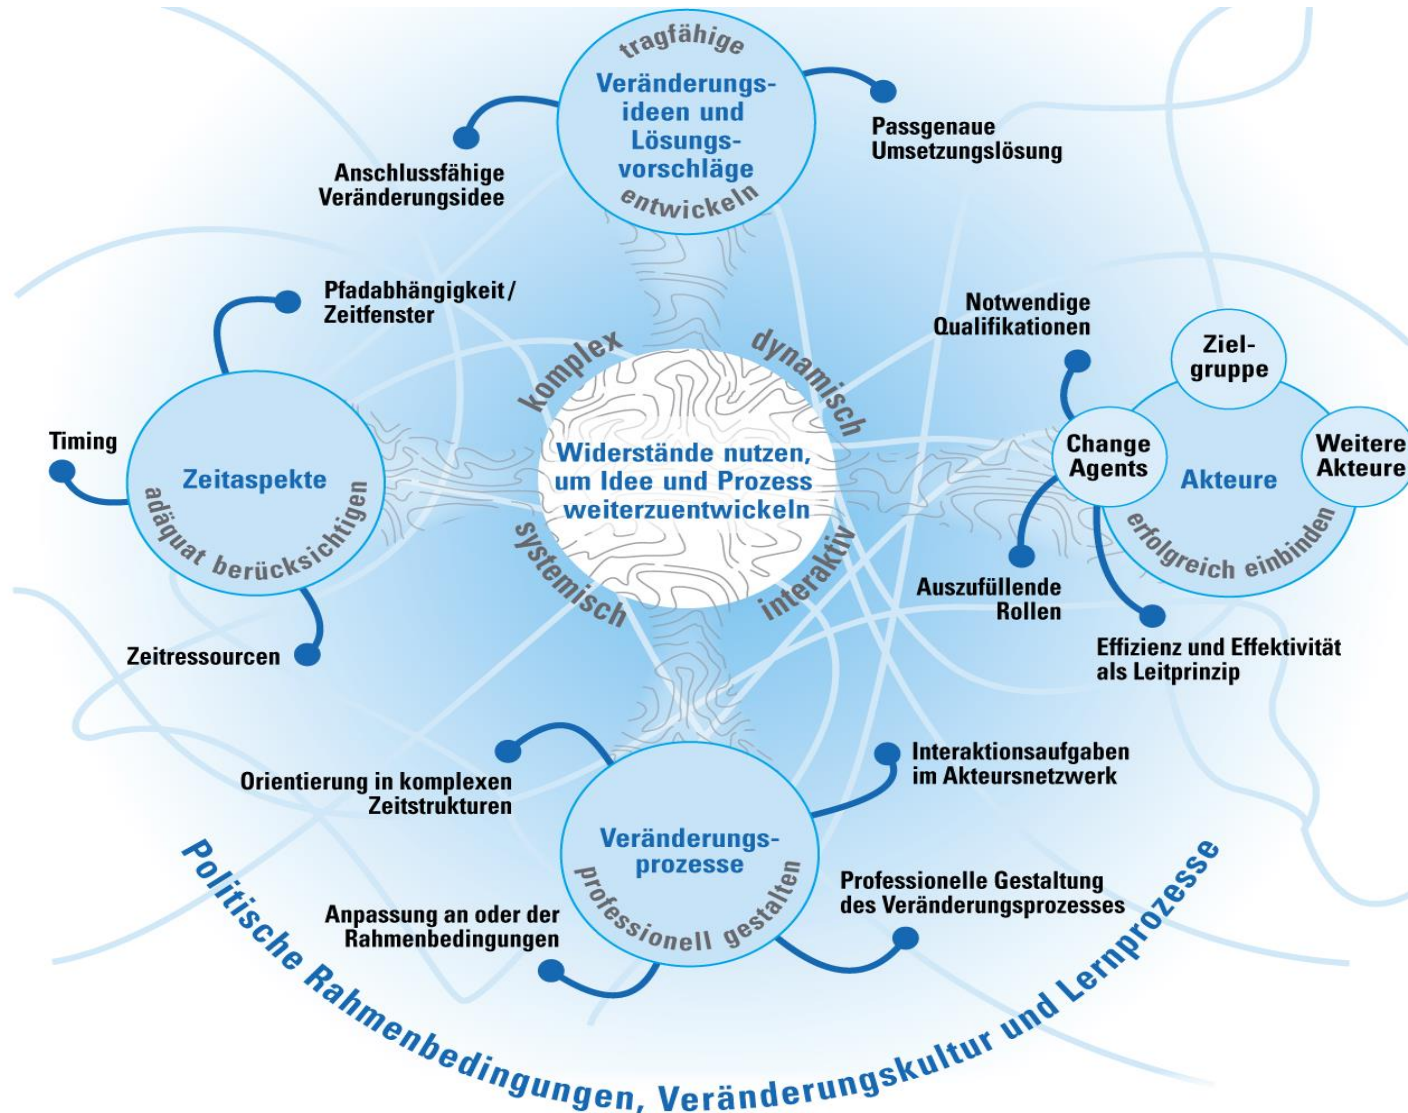 tragfähige
Veränderungs-
ideen und
Lösungs-
vorschläge
entwickeln
Anschlussfähige
Veränderungsidee
Passgenaue
Umsetzungslösung
Pfadabhängigkeit/
Zeitfenster
Timing
Zeitaspekte
adäquat berücksichtigen
Zeitressourcen
komplex
dynamisch
Widerstände nutzen,
um Idee und Prozess
weiterzuentwickeln
systemisch
interaktiv
Notwendige
Qualifikationen
Ziel-
gruppe
Change
Agents
Akteure
Weitere
Akteure
erfolgreich einbinden
Auszufüllende
Rollen
Effizienz und Effektivität
als Leitprinzip
Orientierung in komplexen
Zeitstrukturen
Interaktionsaufgaben
im Akteursnetzwerk
Veränderungs-
prozesse
professionell gestalten
Anpassung an oder der
Rahmenbedingungen
Professionelle Gestaltung
des Veränderungsprozesses
Politische Rahmenbedingungen, Veränderungskultur und Lernprozesse